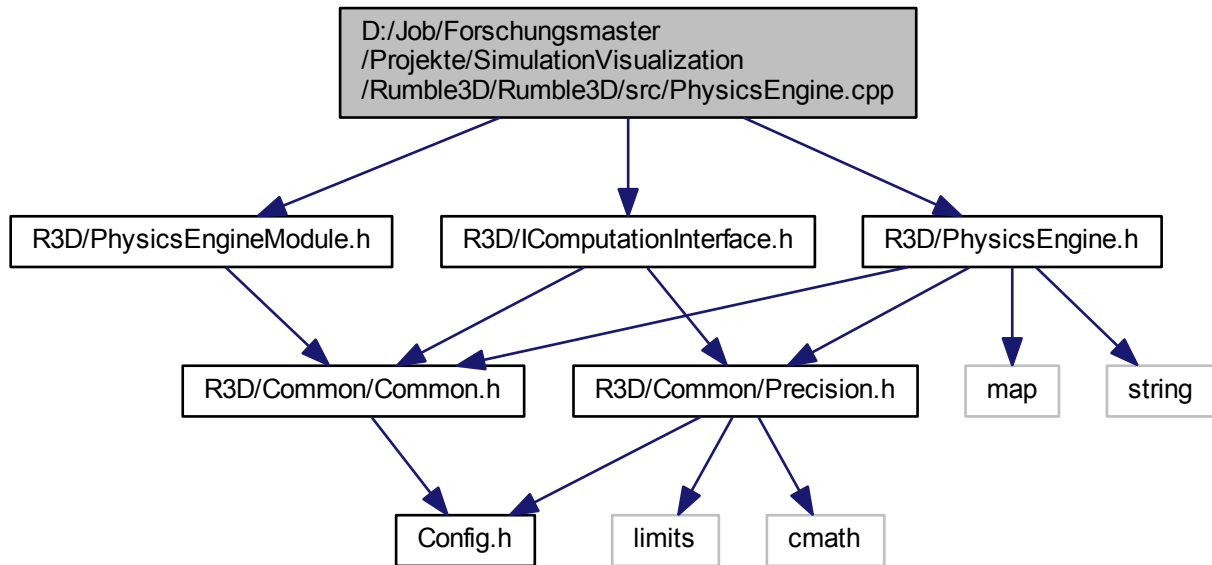 D:/Job/Forschungsmaster
/Projekte/SimulationVisualization
/Rumble3D/Rumble3D/src/PhysicsEngine.cpp
R3D/PhysicsEngineModule.h
R3D/IComputationInterface.h
R3D/PhysicsEngine.h
R3D/Common/Common.h
R3D/Common/Precision.h
map
string
Config.h
limits
cmath